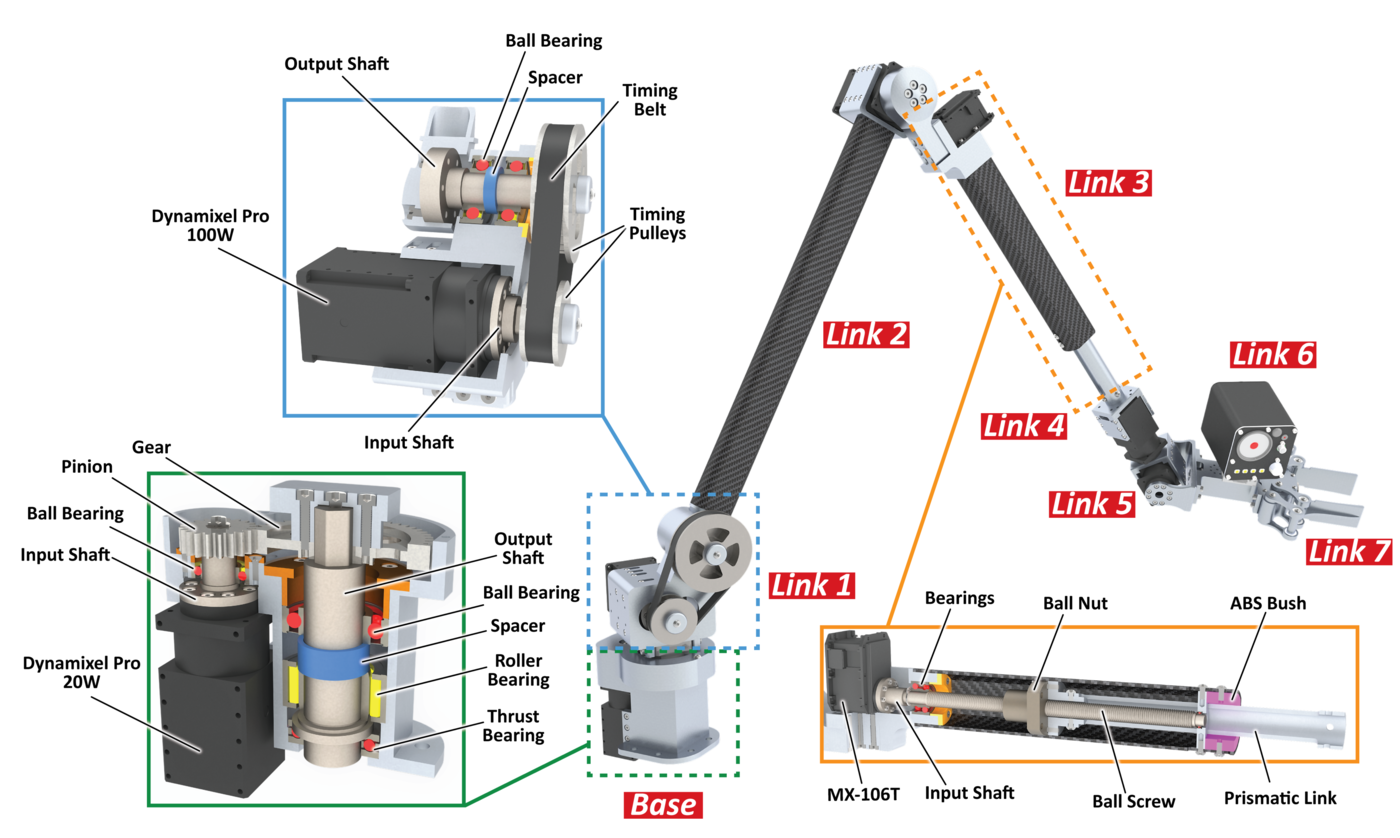 Ball Bearing
Output Shaft
Spacer
Timing
Belt
Dynamixel Pro
100W
Timing
Pulleys
Input Shaft
Link 3
Link 2
Link 6
Link 4
Link 5
Link 7
Link 1
Base
Gear
Pinion
Ball Bearing
Input Shaft
Dynamixel Pro
20W
Output
Shaft
Ball Bearing
Spacer
Roller
Bearing
Thrust
Bearing
Bearings
Ball Nut
ABS Bush
MX-106T
Input Shaft
Ball Screw
Prismatic Link